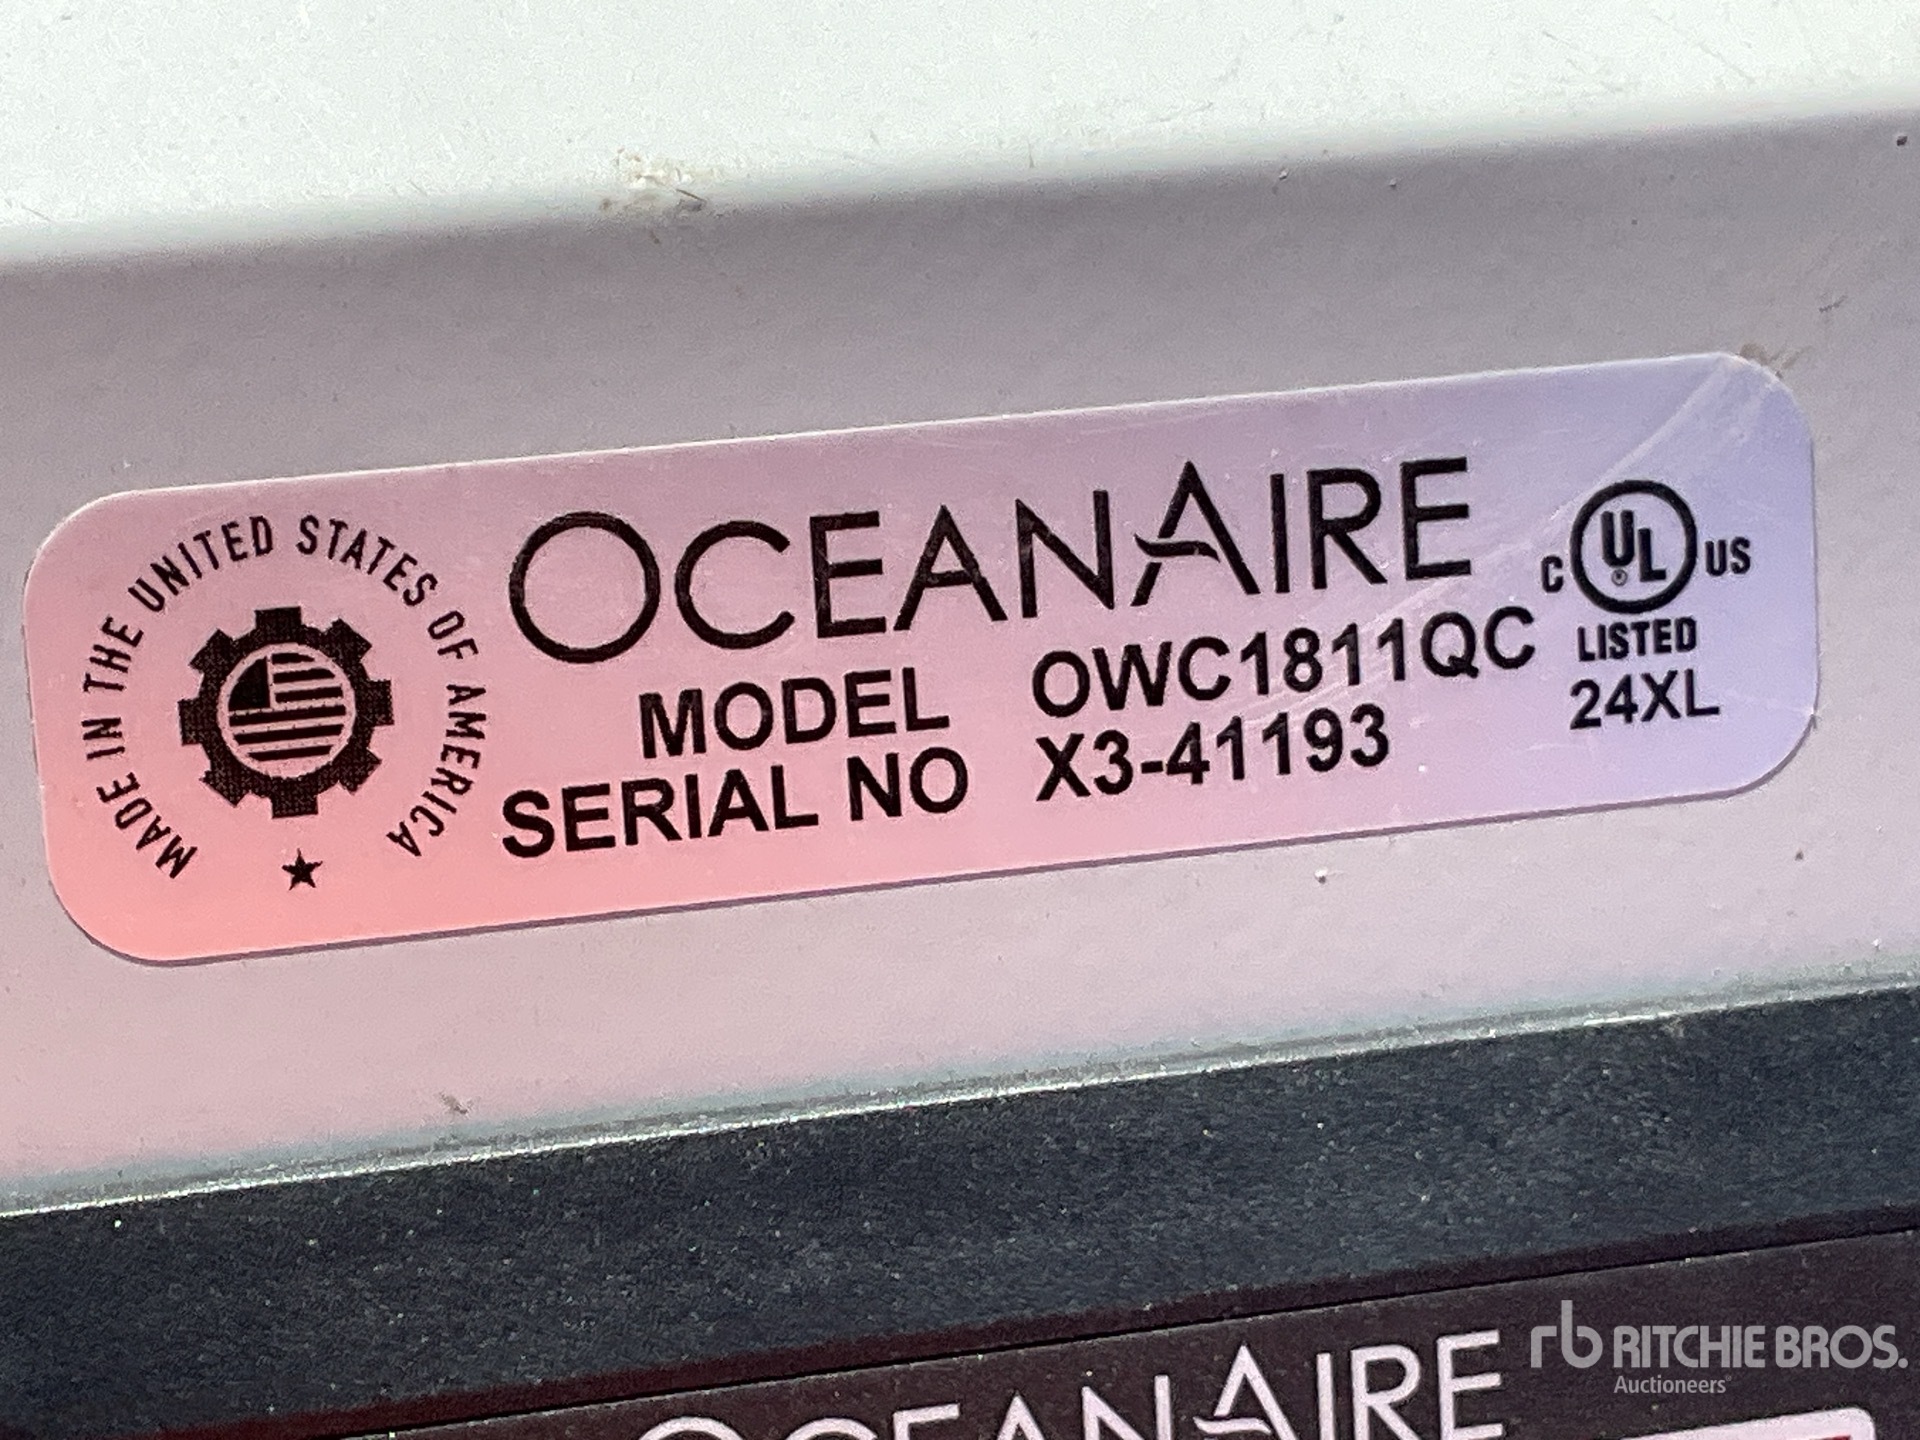 MADE IN THE UNITED STATES OF AMERICA
OCEANAIRE
MODEL OWC1811QC
SERIAL NO X3-41193
C UL US
LISTED
24XL
OCEANAIRE
rb RITCHIE BROS.
Auctioneers